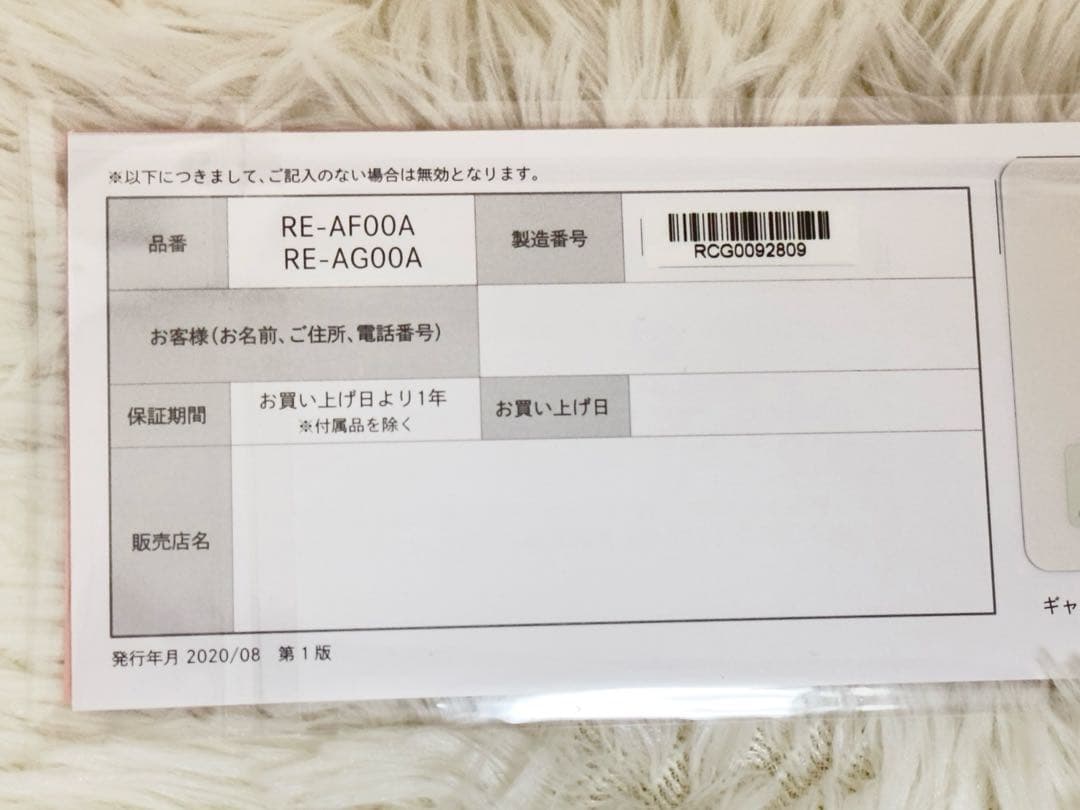 ※以下につきまして、ご記入のない場合は無効となります。
品番
RE-AF00A
RE-AG00A
製造番号
RCG0092809
お客様(お名前、ご住所、電話番号)
保証期間
お買い上げ日より1年
※付属品を除く
お買い上げ日
販売店名
発行年月 2020/08 第1版
ギャ